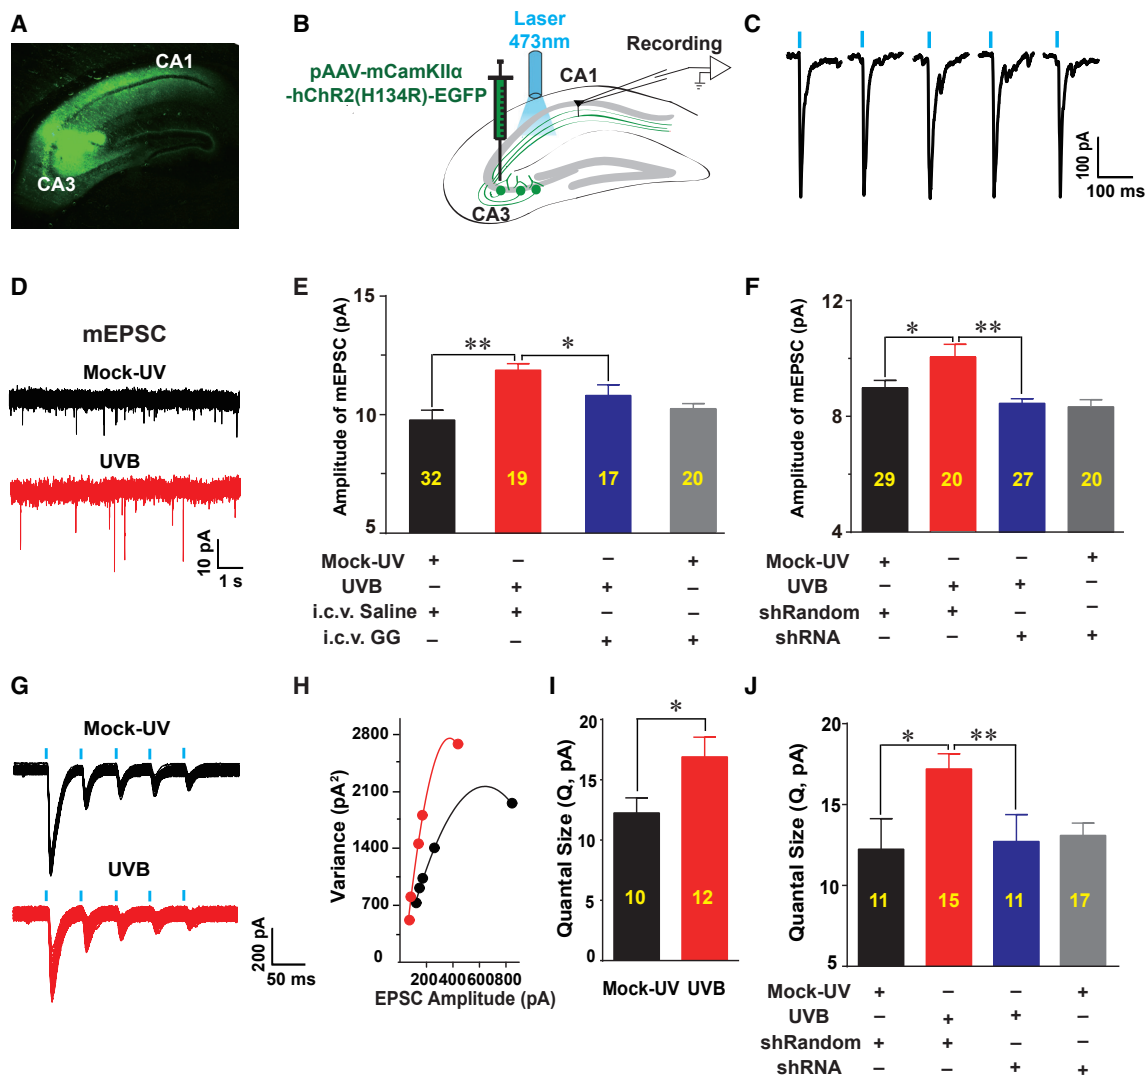 A
CA1
CA3
B
Laser
473nm
Recording
pAAV-mCamKIIα
-hChR2(H134R)-EGFP
CA1
CA3
C
100 pA
100 ms
D
mEPSC
Mock-UV
UVB
10 pA
1 s
E
Amplitude of mEPSC (pA)
15
10
5
** *
32 19 17 20
Mock-UV + – – +
UVB – + + –
i.c.v. Saline + + – –
i.c.v. GG – – + +
F
Amplitude of mEPSC (pA)
12
8
4
* **
29 20 27 20
Mock-UV + – – +
UVB – + + –
shRandom + + – –
shRNA – – + +
G
Mock-UV
UVB
200 pA
50 ms
H
Variance (pA²)
2800
2100
1400
700
0
200 400 600 800
EPSC Amplitude (pA)
I
Quantal Size (Q, pA)
20
15
10
5
0
*
10 12
Mock-UV UVB
J
Quantal Size (Q, pA)
20
15
10
5
* **
11 15 11 17
Mock-UV + – – +
UVB – + + –
shRandom + + – –
shRNA – – + +